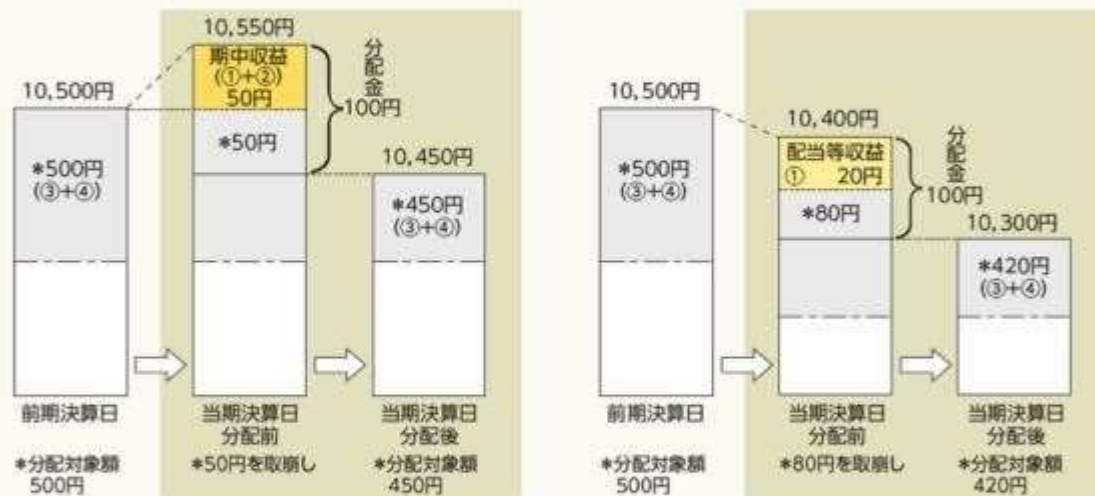 10,550円
期中収益
(①+②)
50円
分配金
100円
10,500円
*500円
(③+④)
*50円
10,450円
*450円
(③+④)
前期決算日
当期決算日
分配前
当期決算日
分配後
*分配対象額
500円
*50円を取崩し
*分配対象額
450円
10,500円
*500円
(③+④)
10,400円
配当等収益
① 20円
*80円
分配金
100円
10,300円
*420円
(③+④)
前期決算日
当期決算日
分配前
当期決算日
分配後
*分配対象額
500円
*80円を取崩し
*分配対象額
420円